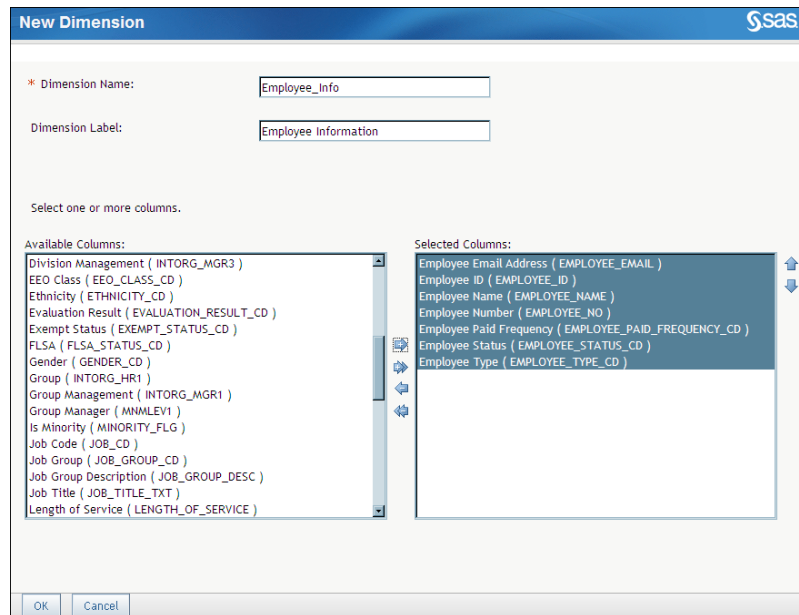 New Dimension
sas
* Dimension Name:
Employee_Info
Dimension Label:
Employee Information
Select one or more columns.
Available Columns:
Division Management ( INTORG_MGR3 )
EEO Class ( EEO_CLASS_CD )
Ethnicity ( ETHNICITY_CD )
Evaluation Result ( EVALUATION_RESULT_CD )
Exempt Status ( EXEMPT_STATUS_CD )
FLSA ( FLSA_STATUS_CD )
Gender ( GENDER_CD )
Group ( INTORG_HR1 )
Group Management ( INTORG_MGR1 )
Group Manager ( MNMLEV1 )
Is Minority ( MINORITY_FLG )
Job Code ( JOB_CD )
Job Group ( JOB_GROUP_CD )
Job Group Description ( JOB_GROUP_DESC )
Job Title ( JOB_TITLE_TXT )
Length of Service ( LENGTH_OF_SERVICE )
Selected Columns:
Employee Email Address ( EMPLOYEE_EMAIL )
Employee ID ( EMPLOYEE_ID )
Employee Name ( EMPLOYEE_NAME )
Employee Number ( EMPLOYEE_NO )
Employee Paid Frequency ( EMPLOYEE_PAID_FREQUENCY_CD )
Employee Status ( EMPLOYEE_STATUS_CD )
Employee Type ( EMPLOYEE_TYPE_CD )
OK
Cancel